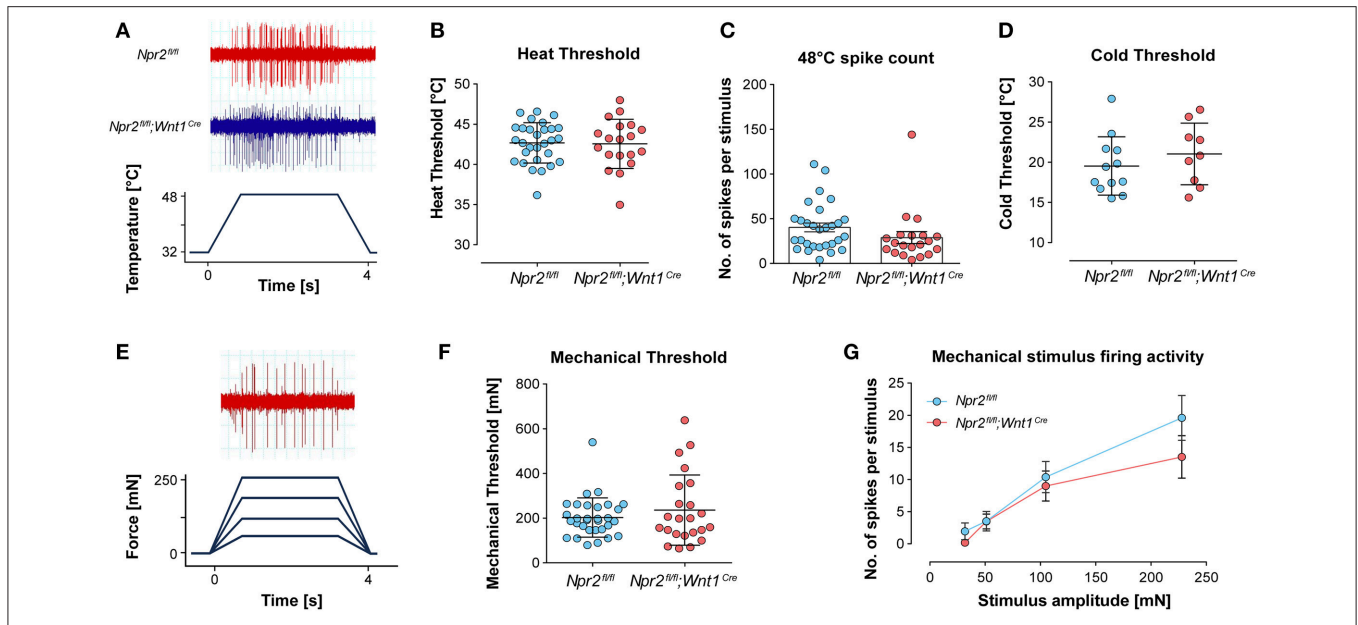 A
Npr2fl/fl
Npr2fl/fl;Wnt1Cre
Temperature [°C]
48
32
0
4
Time [s]
B
Heat Threshold
Heat Threshold [°C]
50
45
40
35
30
Npr2fl/fl
Npr2fl/fl;Wnt1Cre
C
48°C spike count
No. of spikes per stimulus
200
150
100
50
0
Npr2fl/fl
Npr2fl/fl;Wnt1Cre
D
Cold Threshold
Cold Threshold [°C]
30
25
20
15
10
Npr2fl/fl
Npr2fl/fl;Wnt1Cre
E
Force [mN]
250
0
0
4
Time [s]
F
Mechanical Threshold
Mechanical Threshold [mN]
800
600
400
200
0
Npr2fl/fl
Npr2fl/fl;Wnt1Cre
G
Mechanical stimulus firing activity
No. of spikes per stimulus
25
20
15
10
5
0
Npr2fl/fl
Npr2fl/fl;Wnt1Cre
0
50
100
150
200
250
Stimulus amplitude [mN]